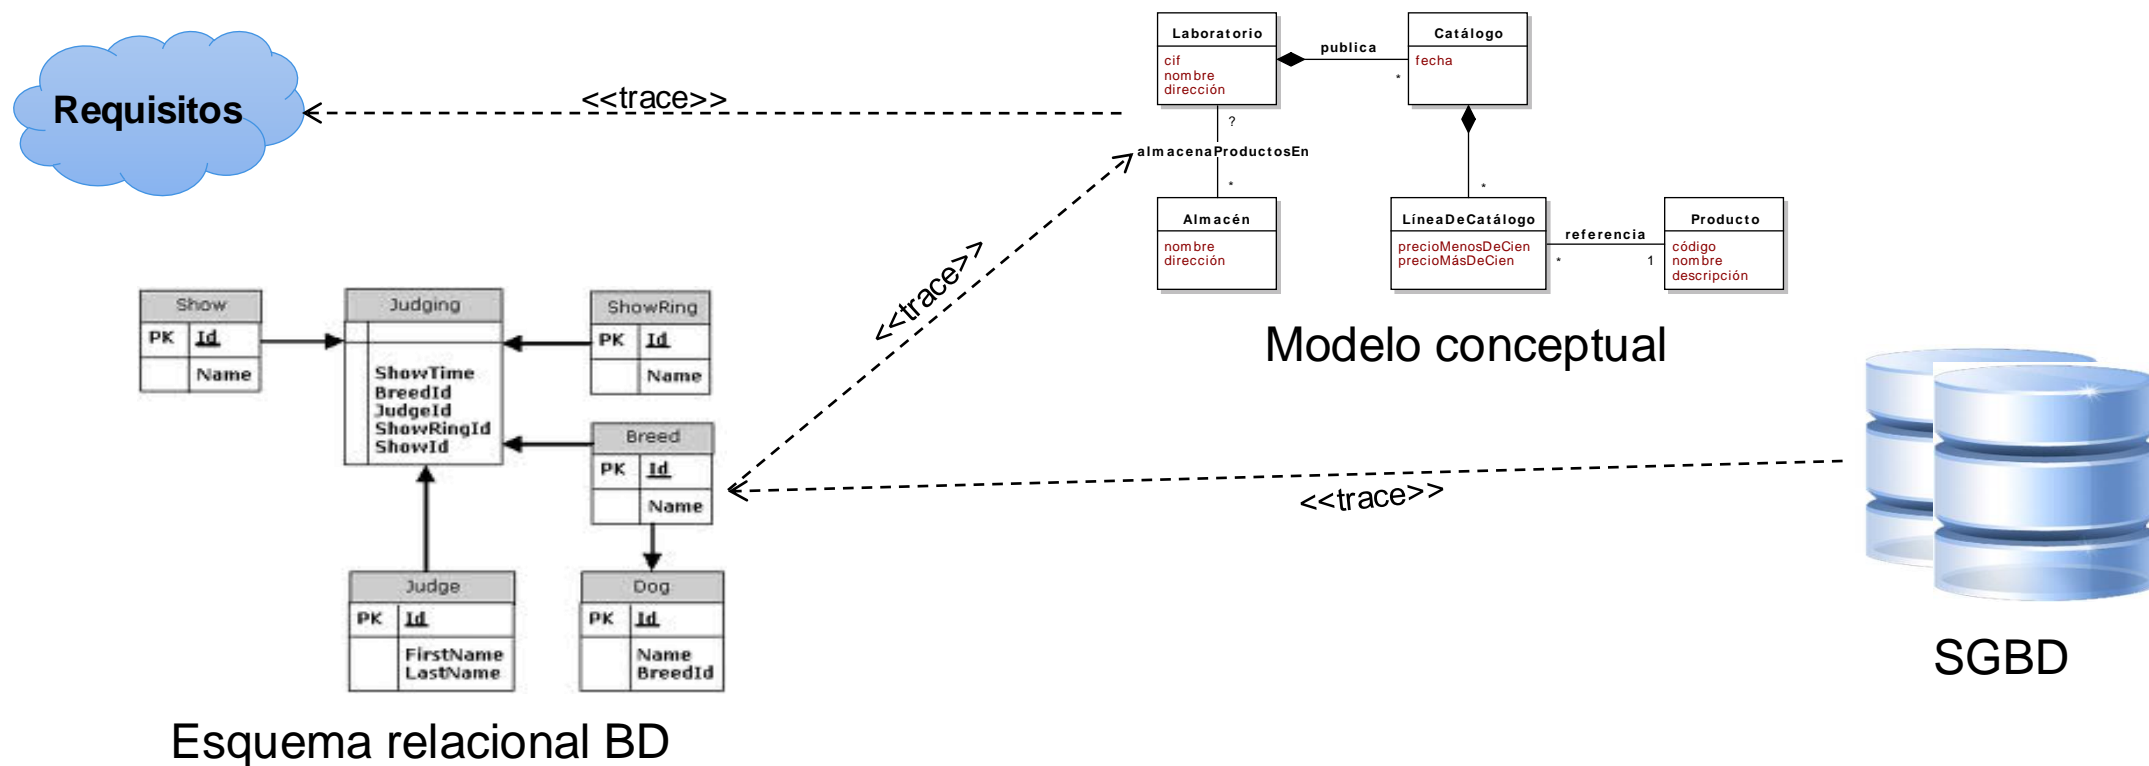 Requisitos
<<trace>>
Laboratorio
cif
nombre
dirección
publica
*
Catálogo
fecha
?
almacenaProductosEn
*
Almacén
nombre
dirección
*
LíneaDeCatálogo
precioMenosDeCien
precioMásDeCien
referencia
*
1
Producto
código
nombre
descripción
Modelo conceptual
<<trace>>
Show
PK Id
Name
Judging
ShowTime
BreedId
JudgeId
ShowRingId
ShowId
ShowRing
PK Id
Name
Breed
PK Id
Name
Judge
PK Id
FirstName
LastName
Dog
PK Id
Name
BreedId
Esquema relacional BD
<<trace>>
SGBD